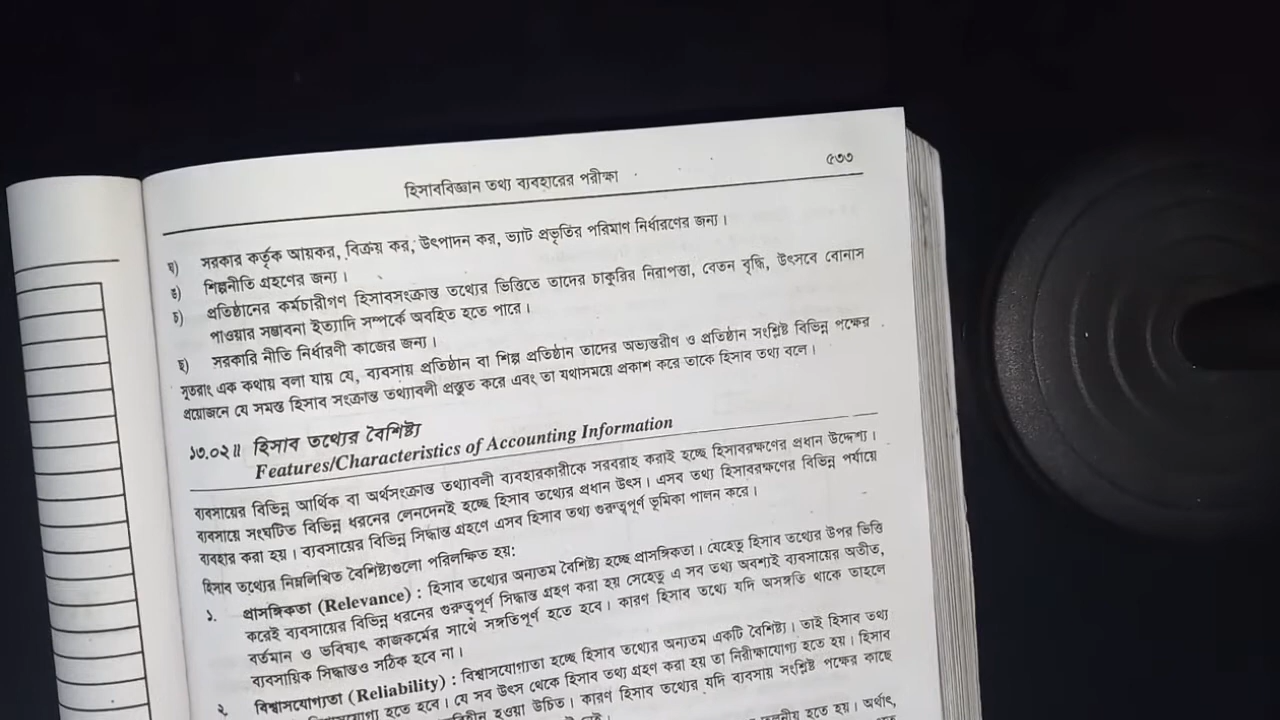 হিসাববিজ্ঞান তথ্য ব্যবহারের পরীক্ষা
৫৩৩
ঘ) সরকার কর্তৃক আয়কর, বিক্রয় কর, উৎপাদন কর, ভ্যাট প্রভৃতির পরিমাণ নির্ধারণের জন্য।
ঙ) শিল্পনীতি গ্রহণের জন্য।
চ) প্রতিষ্ঠানের কর্মচারীগণ হিসাবসংক্রান্ত তথ্যের ভিত্তিতে তাদের চাকুরির নিরাপত্তা, বেতন বৃদ্ধি, উৎসবে বোনাস
পাওয়ার সম্ভাবনা ইত্যাদি সম্পর্কে অবহিত হতে পারে।
ছ) সরকারি নীতি নির্ধারণী কাজের জন্য।
সুতরাং এক কথায় বলা যায় যে, ব্যবসায় প্রতিষ্ঠান বা শিল্প প্রতিষ্ঠান তাদের অভ্যন্তরীণ ও প্রতিষ্ঠান সংশ্লিষ্ট বিভিন্ন পক্ষের
প্রয়োজনে যে সমস্ত হিসাব সংক্রান্ত তথ্যাবলী প্রস্তুত করে এবং তা যথাসময়ে প্রকাশ করে তাকে হিসাব তথ্য বলে।
১৩.০২॥ হিসাব তথ্যের বৈশিষ্ট্য
Features/Characteristics of Accounting Information
ব্যবসায়ের বিভিন্ন আর্থিক বা অর্থসংক্রান্ত তথ্যাবলী ব্যবহারকারীকে সরবরাহ করাই হচ্ছে হিসাবরক্ষণের প্রধান উদ্দেশ্য।
ব্যবসায়ে সংঘটিত বিভিন্ন ধরনের লেনদেনই হচ্ছে হিসাব তথ্যের প্রধান উৎস। এসব তথ্য হিসাবরক্ষণের বিভিন্ন পর্যায়ে
ব্যবহার করা হয়। ব্যবসায়ের বিভিন্ন সিদ্ধান্ত গ্রহণে এসব হিসাব তথ্য গুরুত্বপূর্ণ ভূমিকা পালন করে।
হিসাব তথ্যের নিম্নলিখিত বৈশিষ্ট্যগুলো পরিলক্ষিত হয়:
১. প্রাসঙ্গিকতা (Relevance) : হিসাব তথ্যের অন্যতম বৈশিষ্ট্য হচ্ছে প্রাসঙ্গিকতা। যেহেতু হিসাব তথ্যের উপর ভিত্তি
করেই ব্যবসায়ের বিভিন্ন ধরনের গুরুত্বপূর্ণ সিদ্ধান্ত গ্রহণ করা হয় সেহেতু এ সব তথ্য অবশ্যই ব্যবসায়ের অতীত,
বর্তমান ও ভবিষ্যৎ কাজকর্মের সাথে সঙ্গতিপূর্ণ হতে হবে। কারণ হিসাব তথ্যে যদি অসঙ্গতি থাকে তাহলে
ব্যবসায়িক সিদ্ধান্তও সঠিক হবে না।
২. বিশ্বাসযোগ্যতা (Reliability) : বিশ্বাসযোগ্যতা হচ্ছে হিসাব তথ্যের অন্যতম একটি বৈশিষ্ট্য। তাই হিসাব তথ্য
বিশ্বাসযোগ্য হতে হবে। যে সব উৎস থেকে হিসাব তথ্য গ্রহণ করা হয় তা নিরীক্ষাযোগ্য হতে হয়। হিসাব
হওয়া উচিত। কারণ হিসাব তথ্যের যদি ব্যবসায় সংশ্লিষ্ট পক্ষের কাছে
হতে হয়। অর্থাৎ,